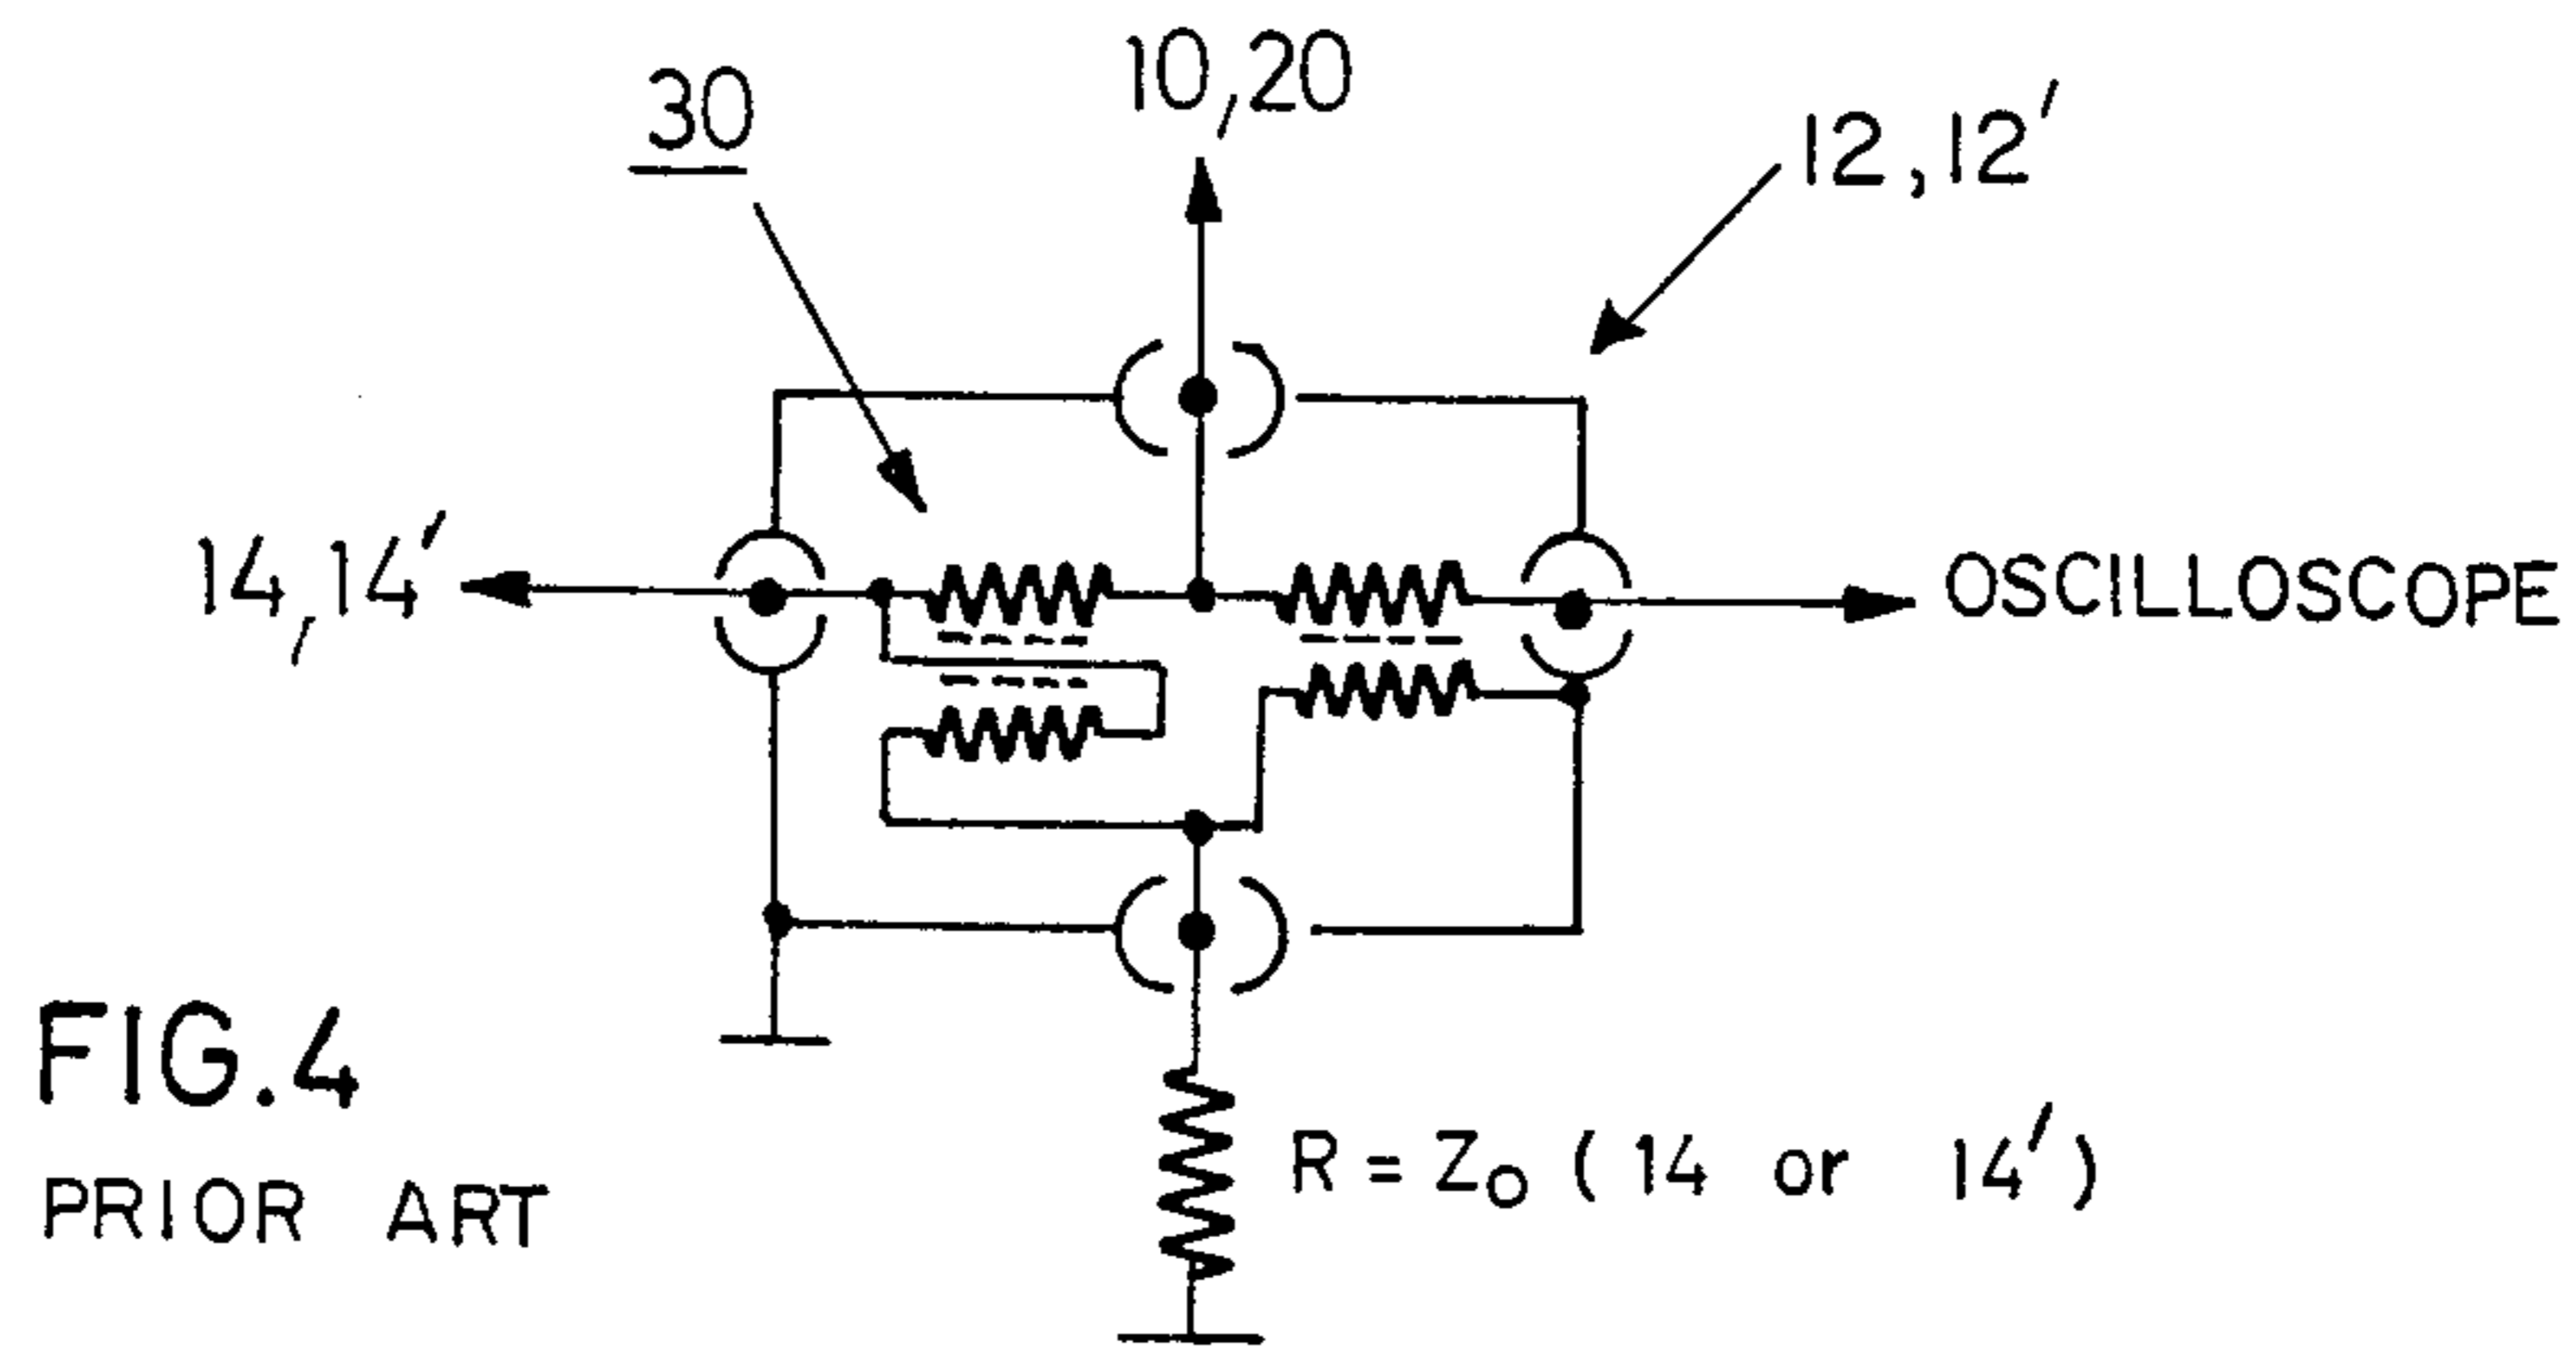 30
10,20
12,12'
14,14'
OSCILLOSCOPE
FIG.4
PRIOR ART
R = Zo (14 or 14')